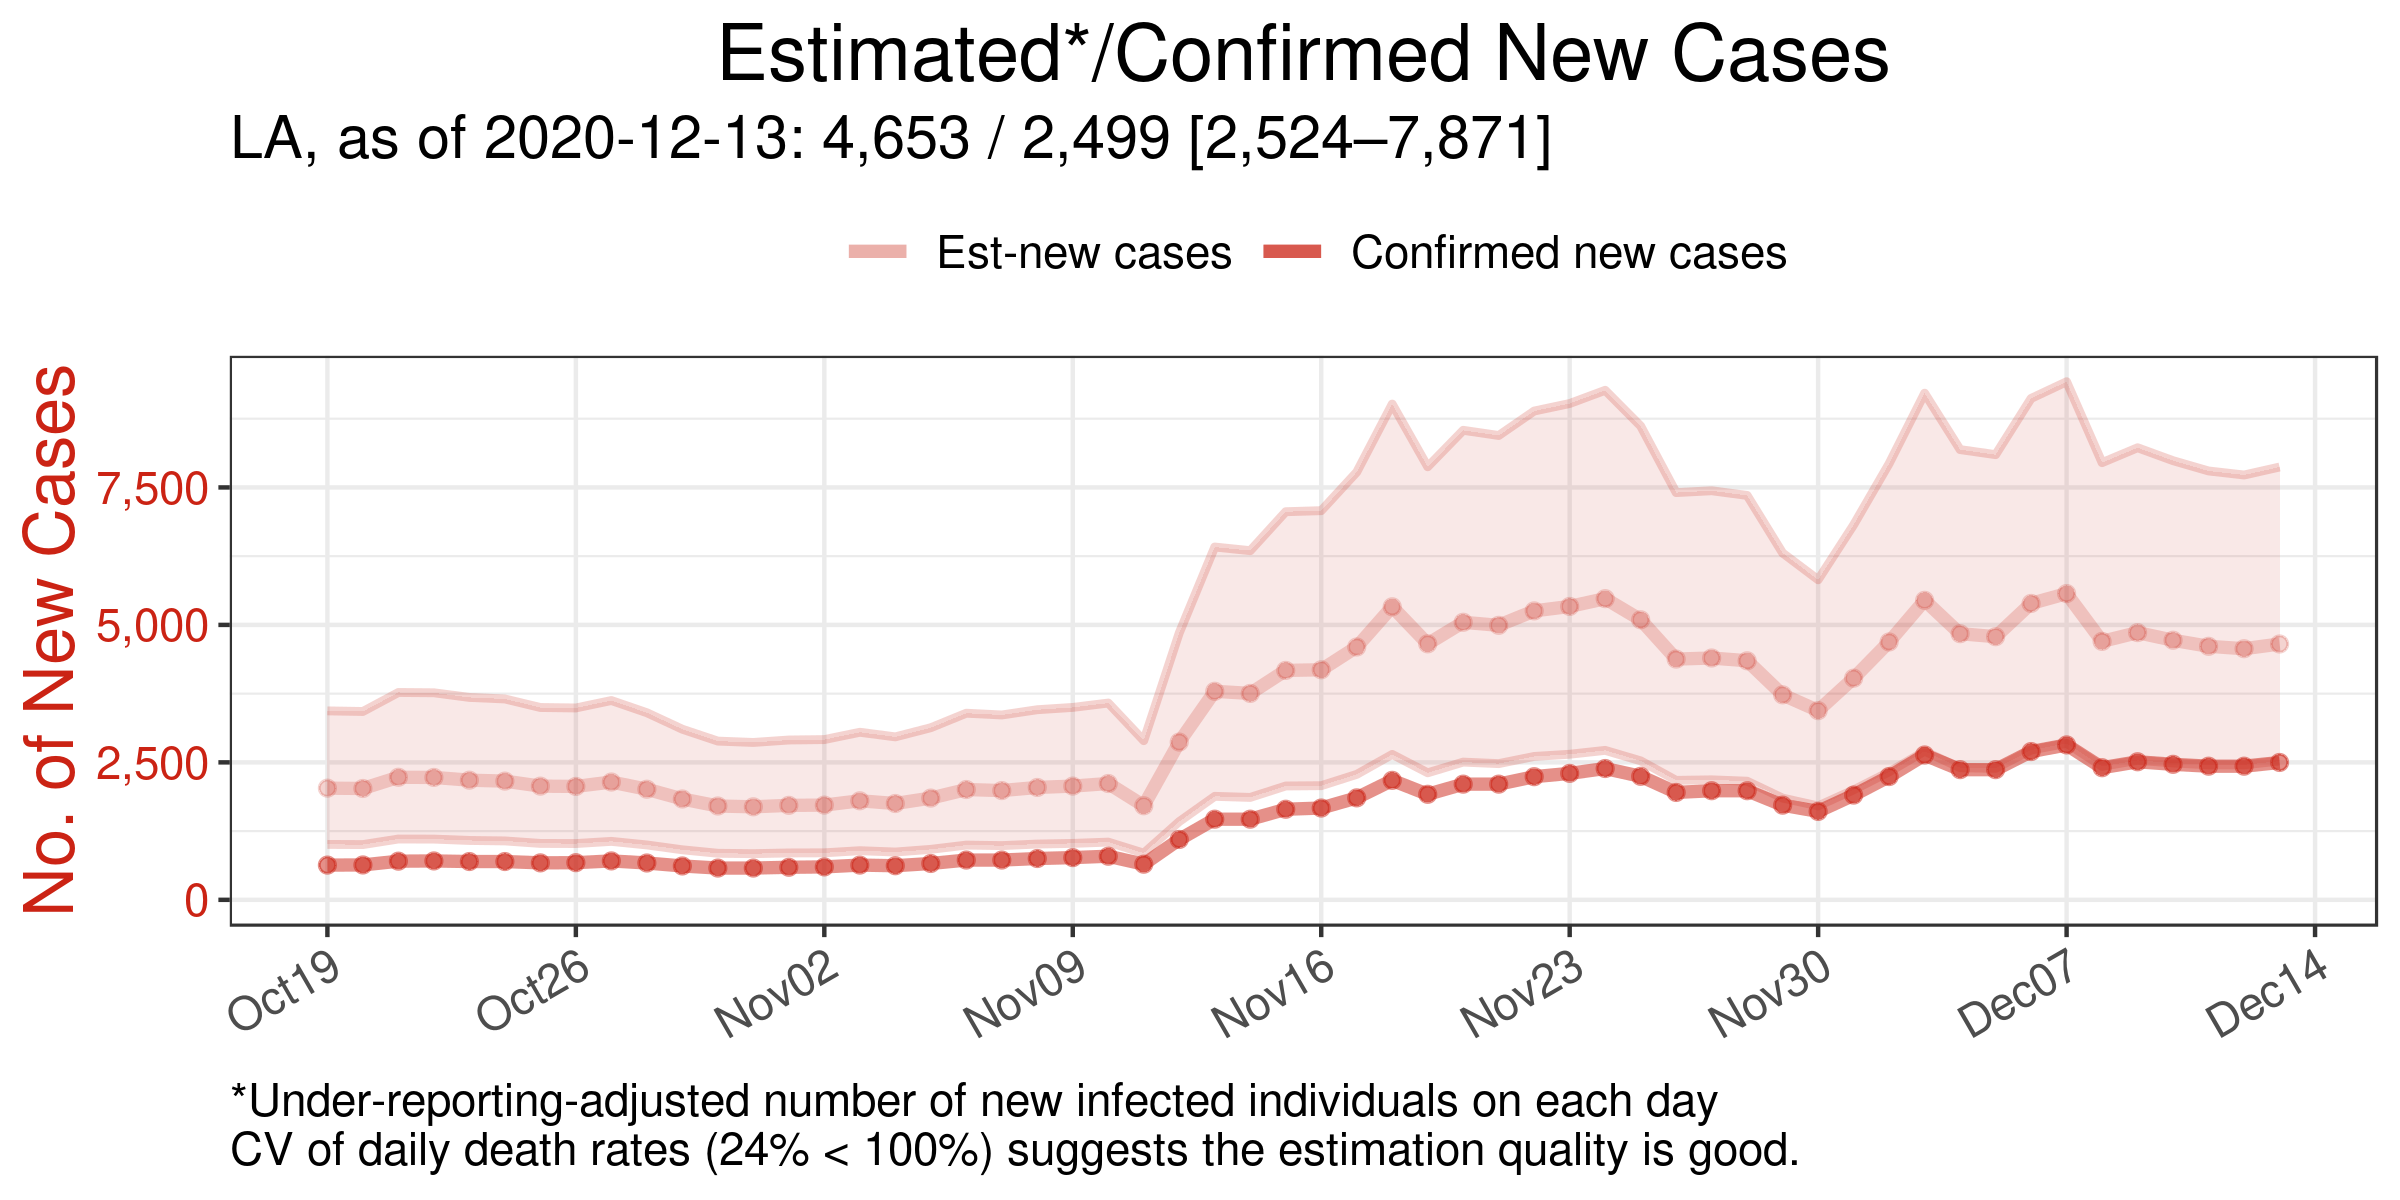 Estimated*/Confirmed New Cases
LA, as of 2020-12-13: 4,653 / 2,499 [2,524–7,871]
Est-new cases
Confirmed new cases
No. of New Cases
7,500
5,000
2,500
0
Oct19
Oct26
Nov02
Nov09
Nov16
Nov23
Nov30
Dec07
Dec14
*Under-reporting-adjusted number of new infected individuals on each day
CV of daily death rates (24% < 100%) suggests the estimation quality is good.